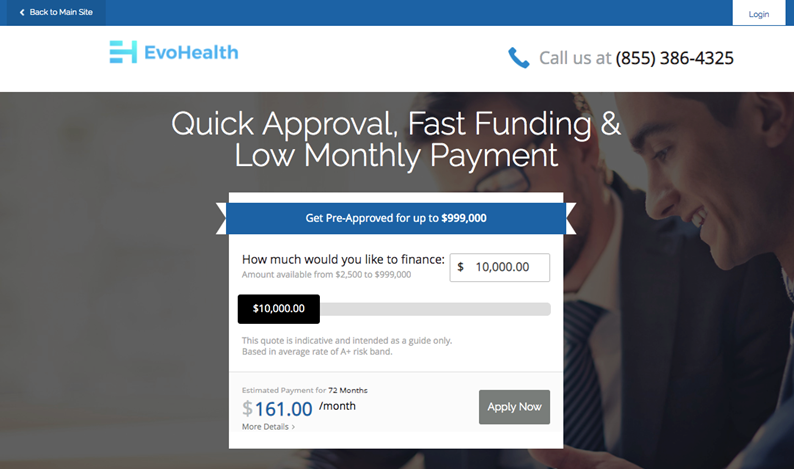 Back to Main Site
Login
EvoHealth
Call us at (855) 386-4325
Quick Approval, Fast Funding &
Low Monthly Payment
Get Pre-Approved for up to $999,000
How much would you like to finance:
Amount available from $2,500 to $999,000
$ 10,000.00
$10,000.00
This quote is indicative and intended as a guide only.
Based in average rate of A+ risk band.
Estimated Payment for 72 Months
$161.00 /month
More Details >
Apply Now